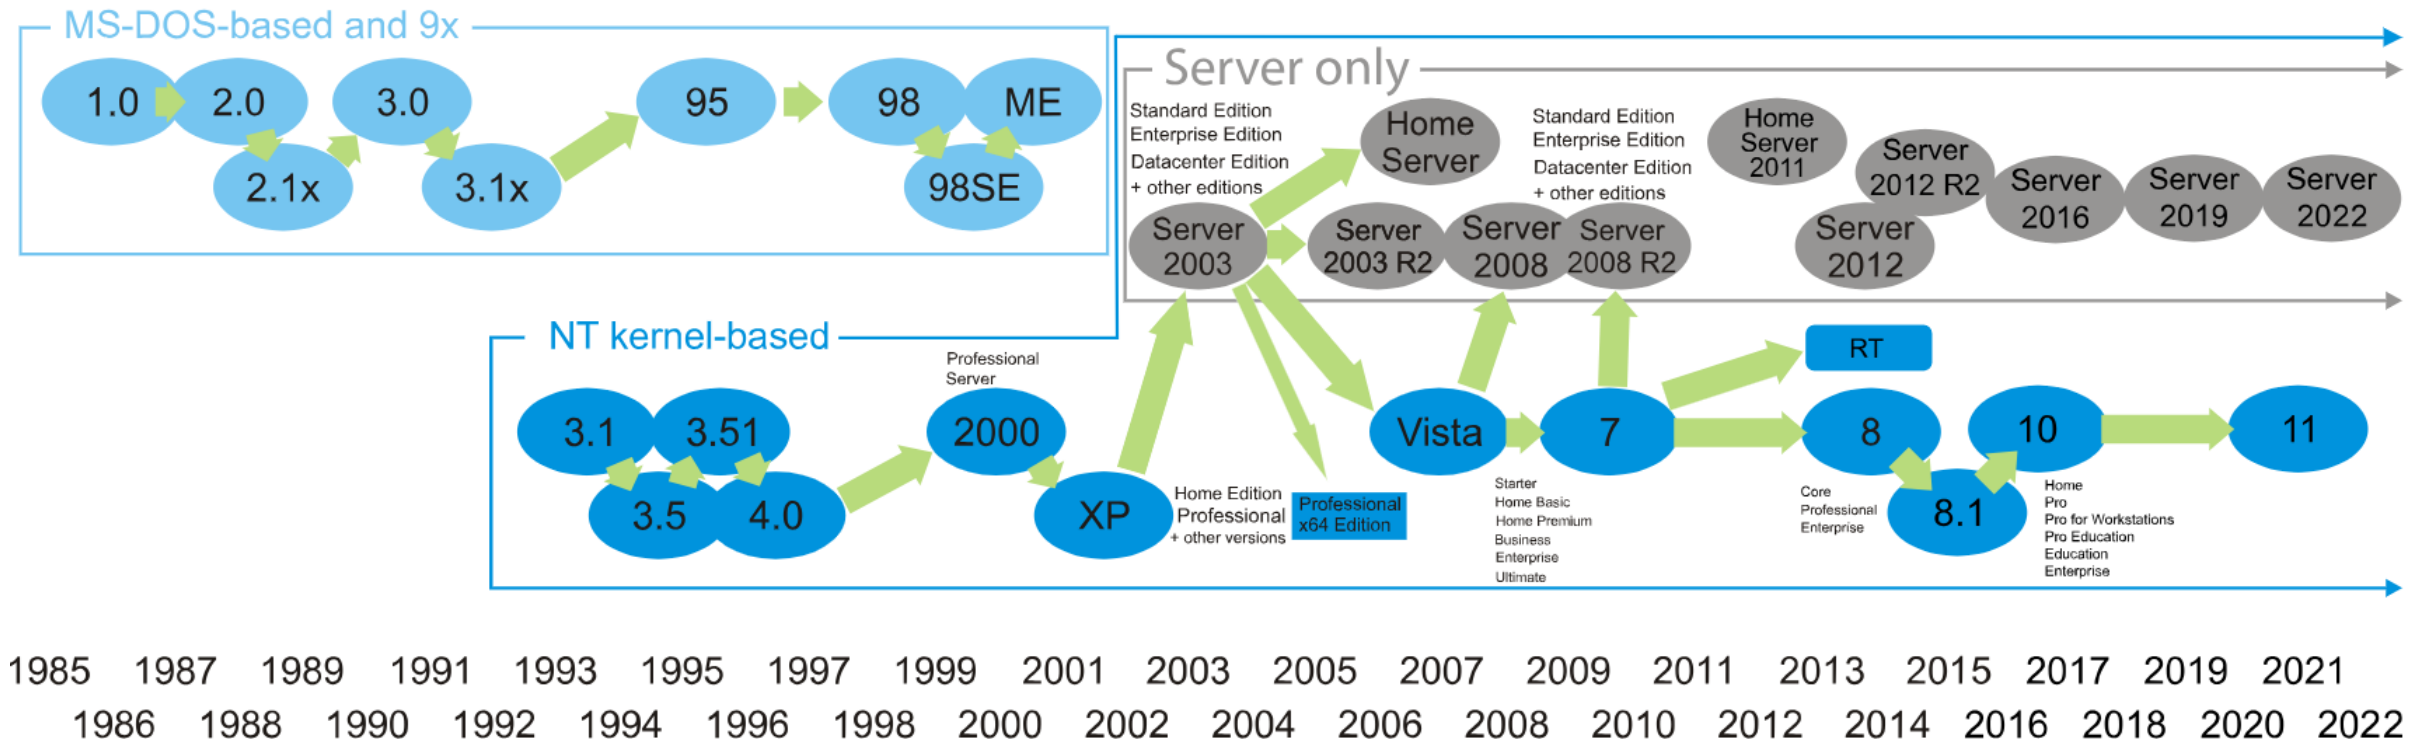 MS-DOS-based and 9x
1.0
2.0
3.0
95
98
ME
2.1x
3.1x
98SE
Server only
Standard Edition
Enterprise Edition
Datacenter Edition
+ other editions
Home
Server
Standard Edition
Enterprise Edition
Datacenter Edition
+ other editions
Home
Server
2011
Server
2012 R2
Server
2016
Server
2019
Server
2022
Server
2003
Server
2003 R2
Server
2008
Server
2008 R2
Server
2012
NT kernel-based
Professional
Server
RT
3.1
3.51
2000
Vista
7
8
10
11
3.5
4.0
XP
Home Edition
Professional
+ other versions
Professional
x64 Edition
Starter
Home Basic
Home Premium
Business
Enterprise
Ultimate
Core
Professional
Enterprise
8.1
Home
Pro
Pro for Workstations
Pro Education
Education
Enterprise
1985 1987 1989 1991 1993 1995 1997 1999 2001 2003 2005 2007 2009 2011 2013 2015 2017 2019 2021
1986 1988 1990 1992 1994 1996 1998 2000 2002 2004 2006 2008 2010 2012 2014 2016 2018 2020 2022